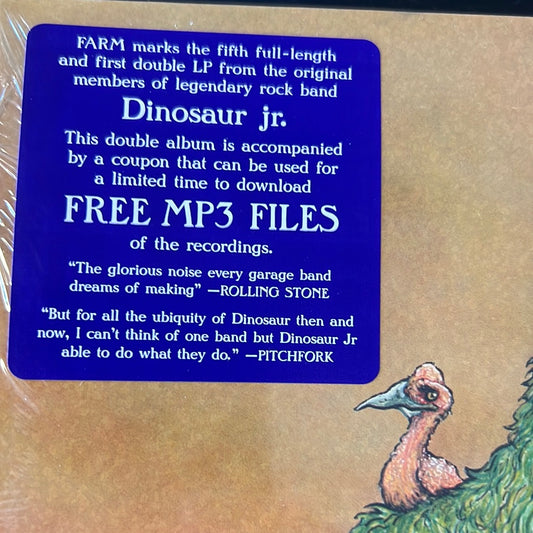 FARM marks the fifth full-length
and first double LP from the original
members of legendary rock band
Dinosaur jr.
This double album is accompanied
by a coupon that can be used for
a limited time to download
FREE MP3 FILES
of the recordings.
“The glorious noise every garage band
dreams of making” —ROLLING STONE
“But for all the ubiquity of Dinosaur then and
now, I can’t think of one band but Dinosaur Jr
able to do what they do.” —PITCHFORK